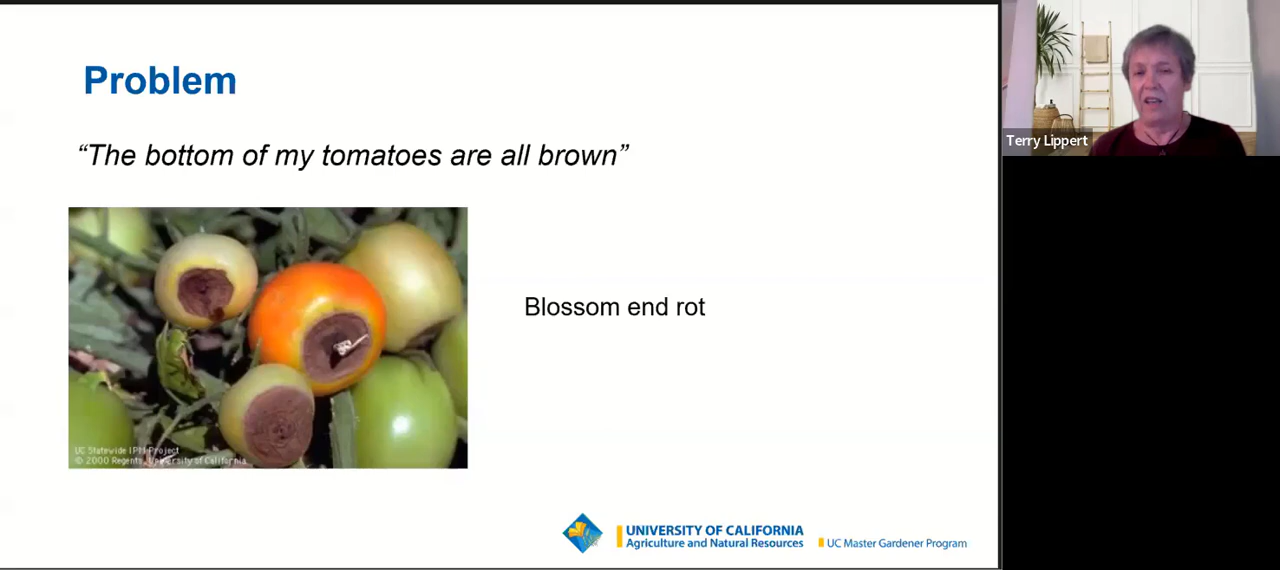 Problem
“The bottom of my tomatoes are all brown”
Blossom end rot
UC Statewide IPM Project
© 2000 Regents, University of California
UNIVERSITY OF CALIFORNIA
Agriculture and Natural Resources
UC Master Gardener Program
Terry Lippert